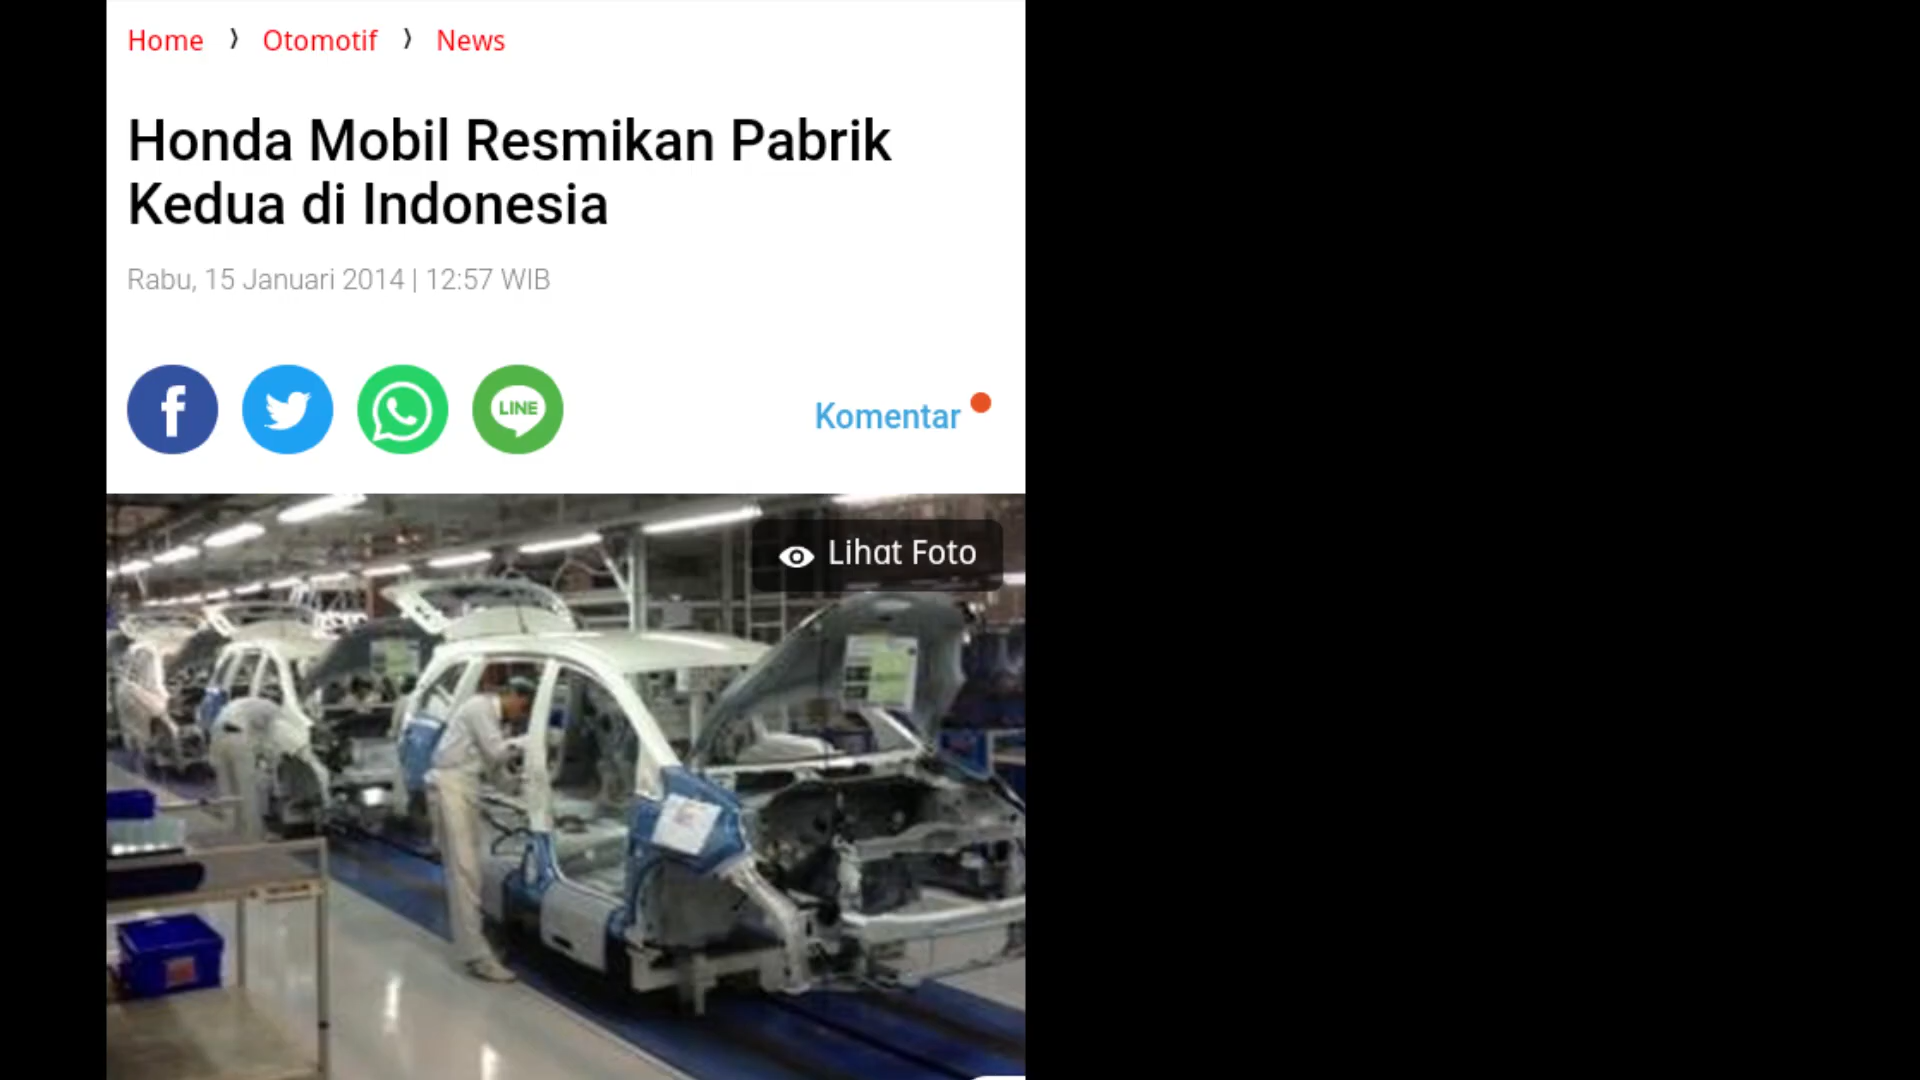 Home 〉 Otomotif 〉 News
Honda Mobil Resmikan Pabrik
Kedua di Indonesia
Rabu, 15 Januari 2014 | 12:57 WIB
f
LINE
Komentar
Lihat Foto